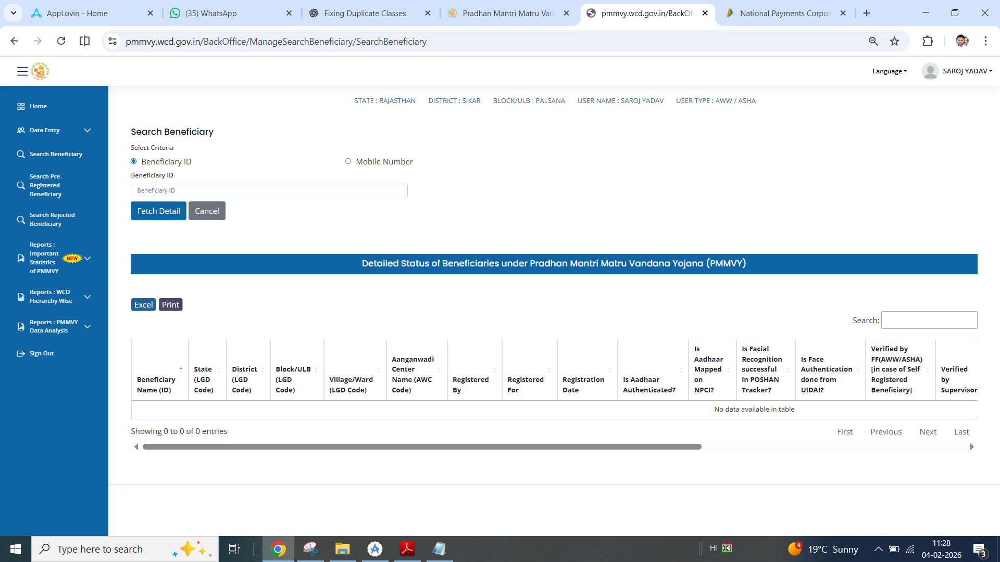 AppLovin - Home
(35) WhatsApp
Fixing Duplicate Classes
Pradhan Mantri Matru Van
pmmvy.wcd.gov.in/BackOf
National Payments Corpor
pmmvy.wcd.gov.in/BackOffice/ManageSearchBeneficiary/SearchBeneficiary
Language
SAROJ YADAV
STATE : RAJASTHAN DISTRICT : SIKAR BLOCK/ULB : PALSANA USER NAME : SAROJ YADAV USER TYPE : AWW / ASHA
Home
Data Entry
Search Beneficiary
Search Pre-
Registered
Beneficiary
Search Rejected
Beneficiary
Reports :
Important
Statistics
of PMMVY
NEW
Reports : WCD
Hierarchy Wise
Reports : PMMVY
Data Analysis
Sign Out
Search Beneficiary
Select Criteria
Beneficiary ID
Mobile Number
Beneficiary ID
Beneficiary ID
Fetch Detail
Cancel
Detailed Status of Beneficiaries under Pradhan Mantri Matru Vandana Yojana (PMMVY)
Excel
Print
Search:
Beneficiary
Name (ID)
State
(LGD
Code)
District
(LGD
Code)
Block/ULB
(LGD
Code)
Village/Ward
(LGD Code)
Aanganwadi
Center
Name (AWC
Code)
Registered
By
Registered
For
Registration
Date
Is Aadhaar
Authenticated?
Is
Aadhaar
Mapped
on
NPCI?
Is Facial
Recognition
successful
in POSHAN
Tracker?
Is Face
Authentication
done from
UIDAI?
Verified by
FF(AWW/ASHA)
[in case of Self
Registered
Beneficiary]
Verified
by
Supervisor
No data available in table
Showing 0 to 0 of 0 entries
First
Previous
Next
Last
Type here to search
HI
4
19°C Sunny
11:28
04-02-2026
3